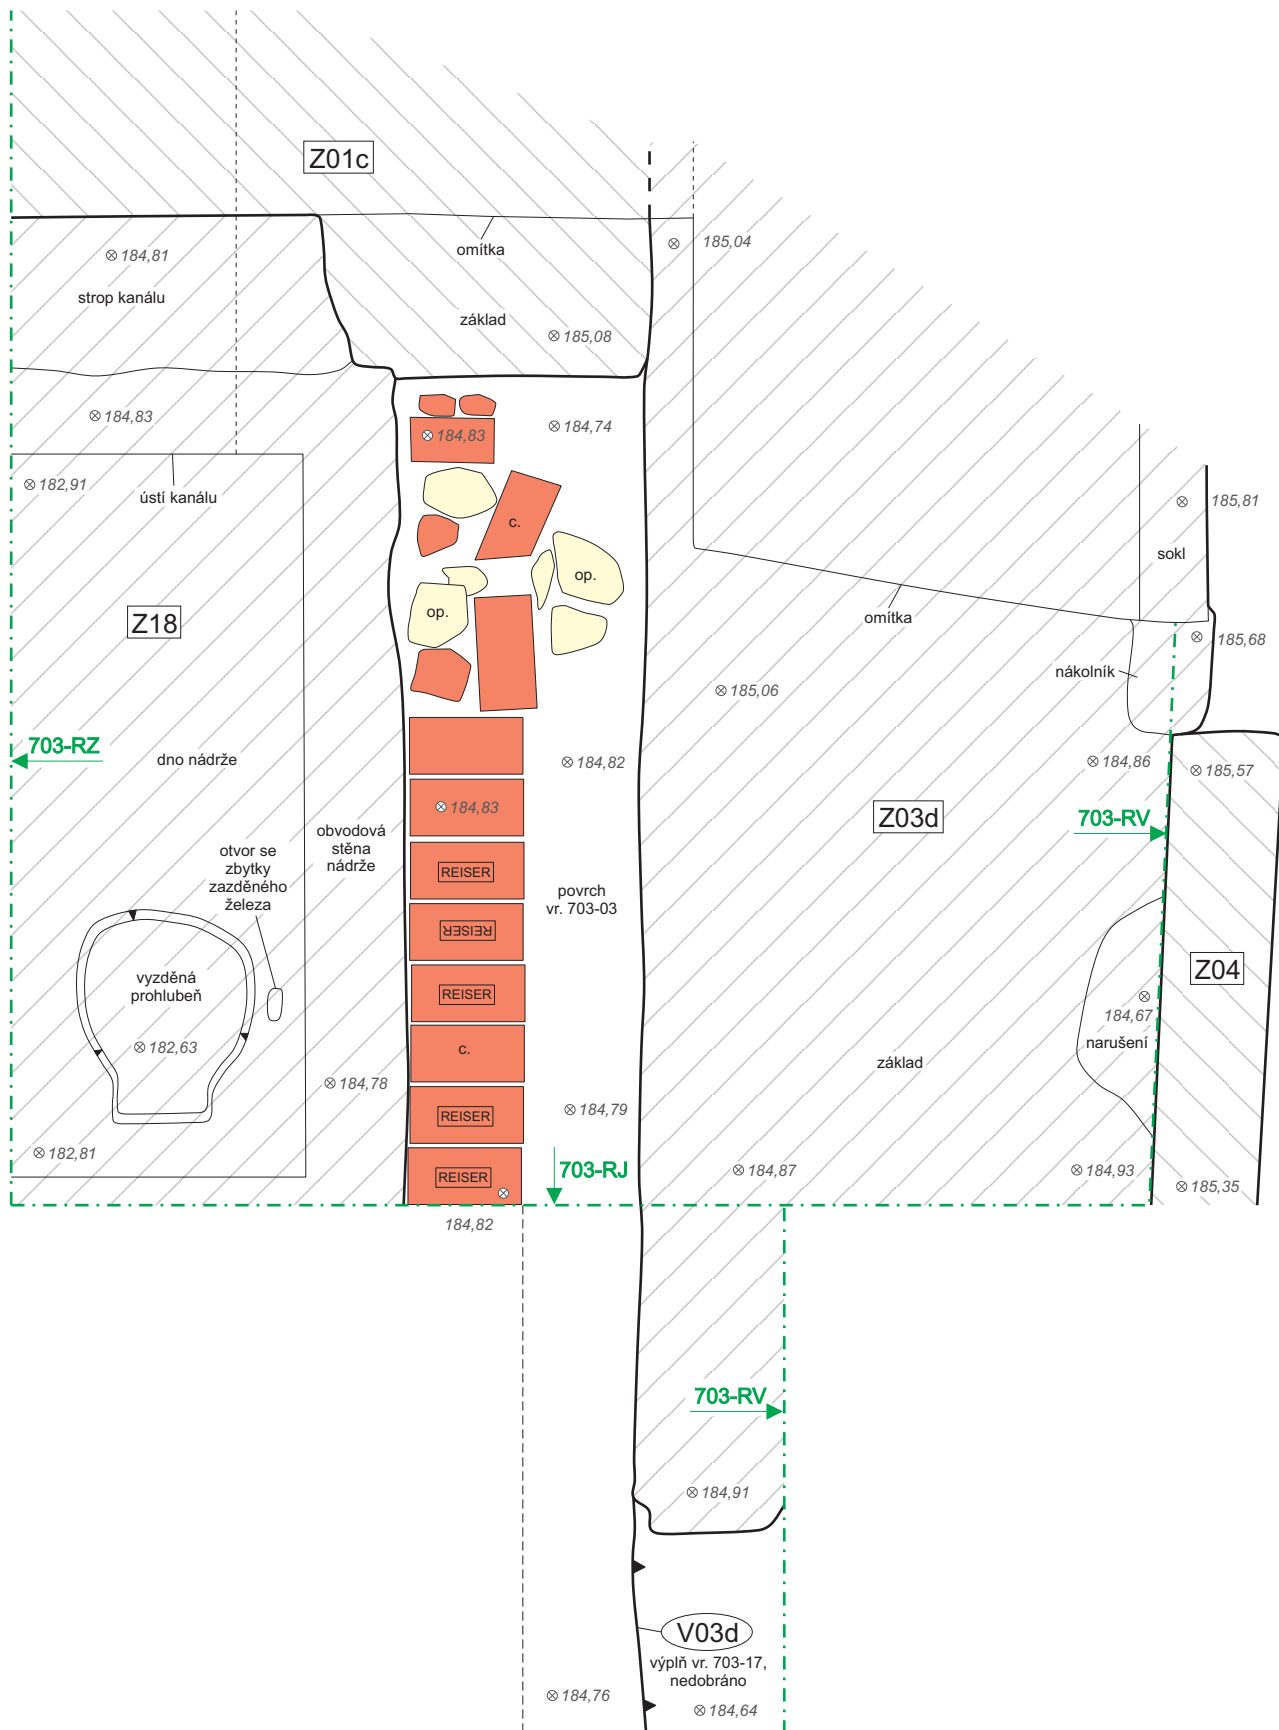 Z01c
184,81
strop kanálu
omítka
185,04
základ
185,08
184,83
184,83
184,74
182,91
ústí kanálu
c.
185,81
sokl
op.
op.
Z18
omítka
185,68
nákolník
185,06
703-RZ
dno nádrže
184,82
184,86
185,57
184,83
Z03d
703-RV
obvodová
stěna
nádrže
otvor se
zbytky
zazděného
železa
REISER
povrch
vr. 703-03
REISER
vyzděná
prohlubeň
Z04
REISER
184,67
narušení
182,63
c.
základ
184,78
184,79
REISER
182,81
REISER
703-RJ
184,87
184,93
185,35
184,82
703-RV
184,91
V03d
výplň vr. 703-17,
nedobráno
184,76
184,64